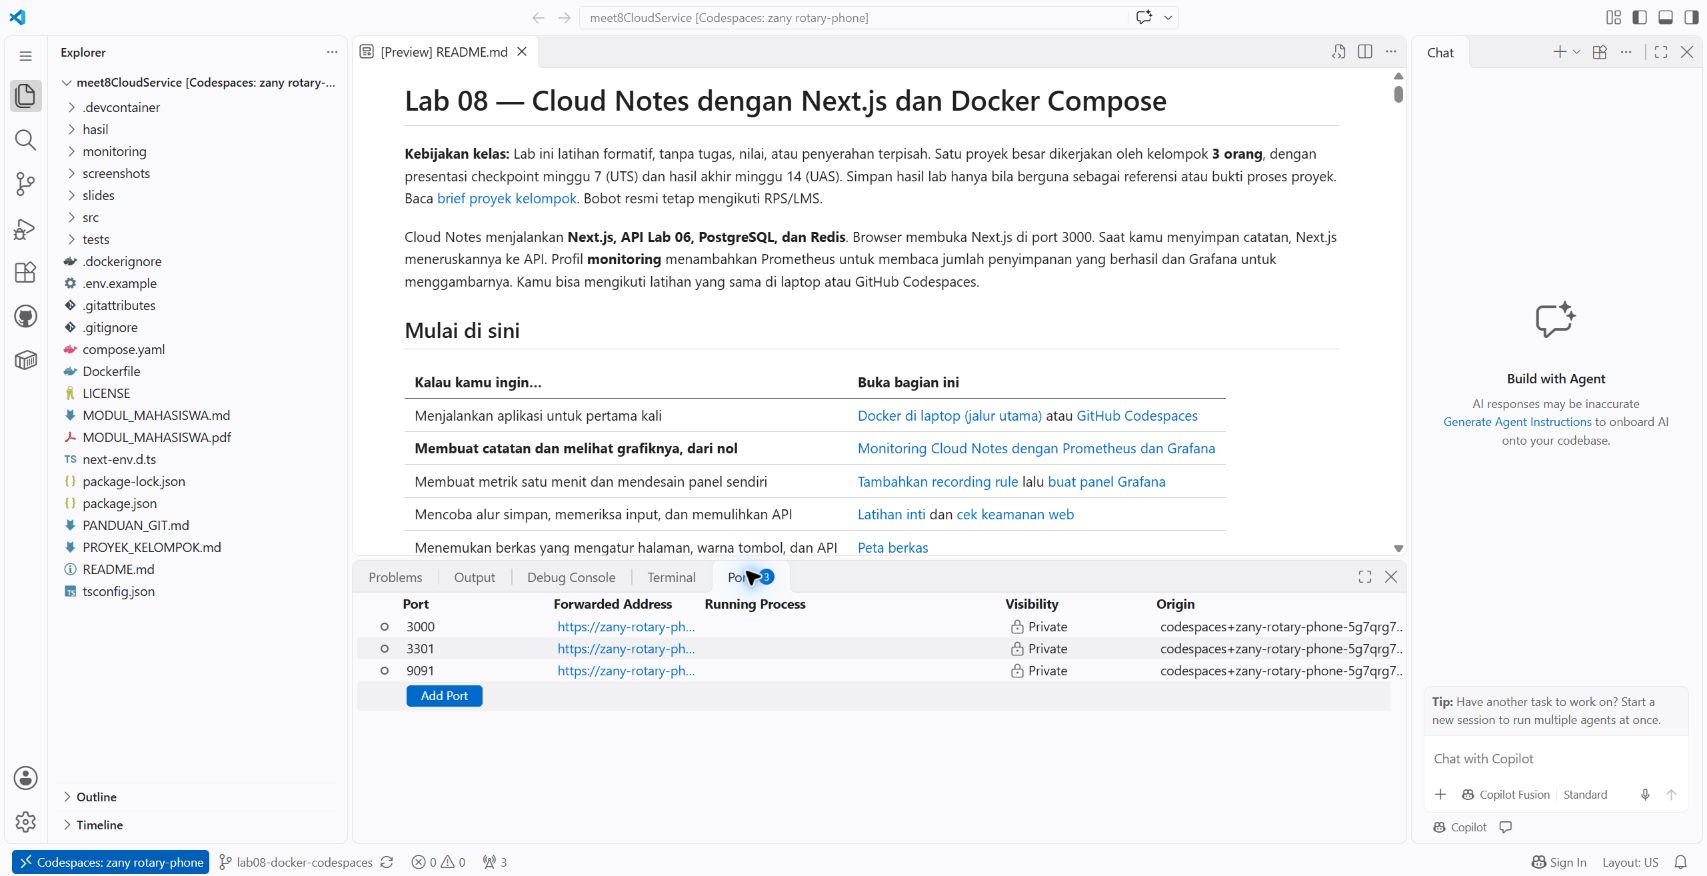 meet8CloudService [Codespaces: zany rotary-phone]
Explorer
meet8CloudService [Codespaces: zany rotary-...
.devcontainer
hasil
monitoring
screenshots
slides
src
tests
.dockerignore
.env.example
.gitattributes
.gitignore
compose.yaml
Dockerfile
LICENSE
MODUL_MAHASISWA.md
MODUL_MAHASISWA.pdf
TS next-env.d.ts
{} package-lock.json
{} package.json
PANDUAN_GIT.md
PROYEK_KELOMPOK.md
README.md
tsconfig.json
Outline
Timeline
[Preview] README.md
Lab 08 — Cloud Notes dengan Next.js dan Docker Compose
Kebijakan kelas: Lab ini latihan formatif, tanpa tugas, nilai, atau penyerahan terpisah. Satu proyek besar dikerjakan oleh kelompok 3 orang, dengan
presentasi checkpoint minggu 7 (UTS) dan hasil akhir minggu 14 (UAS). Simpan hasil lab hanya bila berguna sebagai referensi atau bukti proses proyek.
Baca brief proyek kelompok. Bobot resmi tetap mengikuti RPS/LMS.
Cloud Notes menjalankan Next.js, API Lab 06, PostgreSQL, dan Redis. Browser membuka Next.js di port 3000. Saat kamu menyimpan catatan, Next.js
meneruskannya ke API. Profil monitoring menambahkan Prometheus untuk membaca jumlah penyimpanan yang berhasil dan Grafana untuk
menggambarnya. Kamu bisa mengikuti latihan yang sama di laptop atau GitHub Codespaces.
Mulai di sini
Kalau kamu ingin... Buka bagian ini
Menjalankan aplikasi untuk pertama kali Docker di laptop (jalur utama) atau GitHub Codespaces
Membuat catatan dan melihat grafiknya, dari nol Monitoring Cloud Notes dengan Prometheus dan Grafana
Membuat metrik satu menit dan mendesain panel sendiri Tambahkan recording rule lalu buat panel Grafana
Mencoba alur simpan, memeriksa input, dan memulihkan API Latihan inti dan cek keamanan web
Menemukan berkas yang mengatur halaman, warna tombol, dan API Peta berkas
Problems Output Debug Console Terminal 3
Port Forwarded Address Running Process Visibility Origin
3000 https://zany-rotary-ph... Private codespaces+zany-rotary-phone-5g7qrg7..
3301 https://zany-rotary-ph... Private codespaces+zany-rotary-phone-5g7qrg7..
9091 https://zany-rotary-ph... Private codespaces+zany-rotary-phone-5g7qrg7..
Add Port
Chat
Build with Agent
AI responses may be inaccurate
Generate Agent Instructions to onboard AI
onto your codebase.
Tip: Have another task to work on? Start a
new session to run multiple agents at once.
Chat with Copilot
Copilot Fusion Standard
Copilot
Codespaces: zany rotary-phone lab08-docker-codespaces 0 0 3 Sign In Layout: US